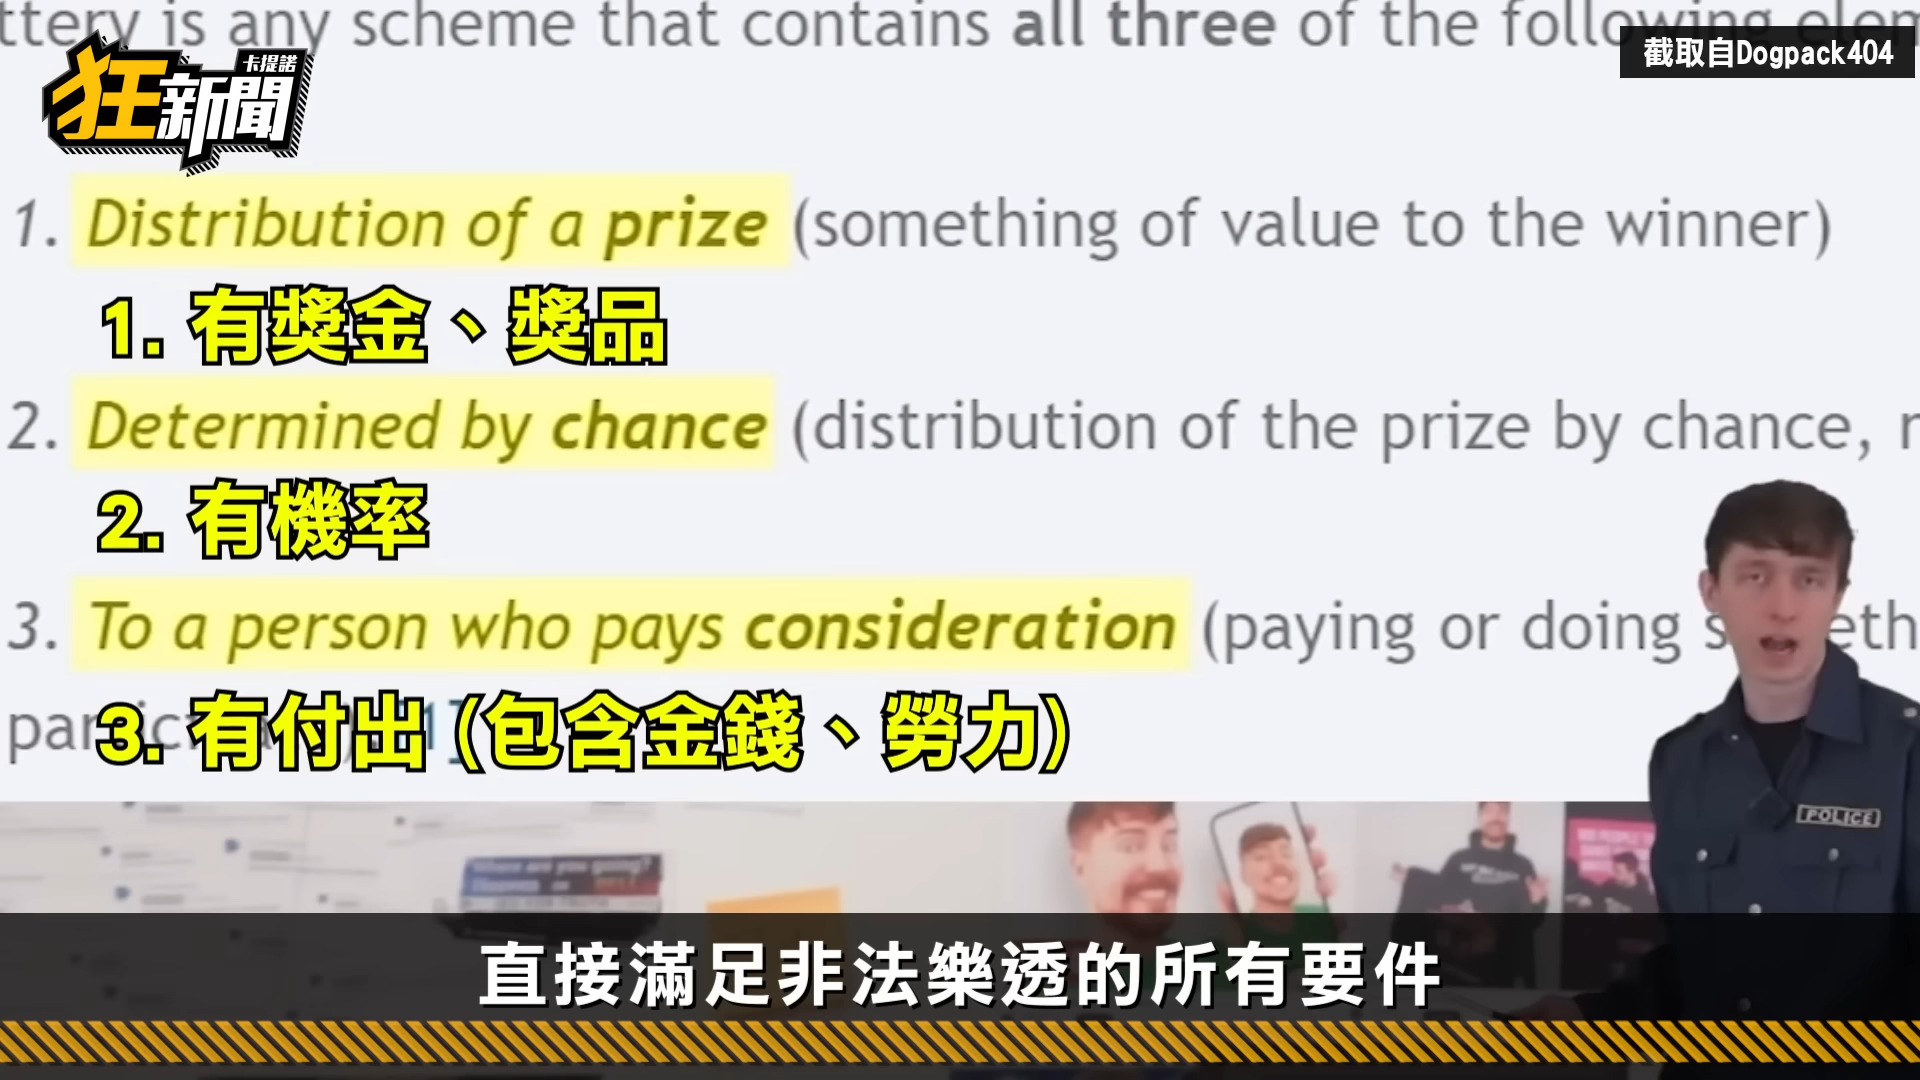 ttery is any scheme that contains all three of the following elem
截取自Dogpack404
卡提諾
狂新聞
1. Distribution of a prize (something of value to the winner)
1. 有獎金、獎品
2. Determined by chance (distribution of the prize by chance,
2. 有機率
3. To a person who pays consideration (paying or doing
3. 有付出 (包含金錢、勞力)
POLICE
直接滿足非法樂透的所有要件